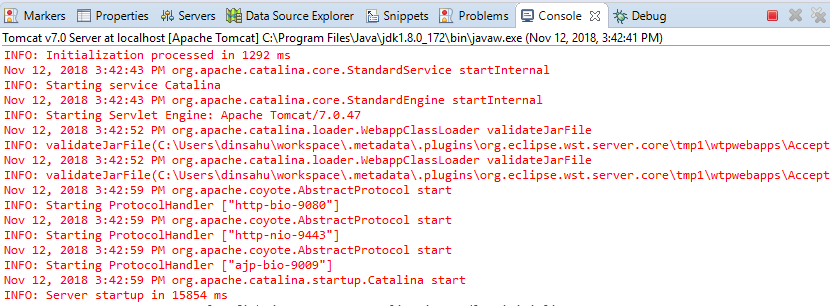 Markers Properties Servers Data Source Explorer Snippets Problems Console Debug
Tomcat v7.0 Server at localhost [Apache Tomcat] C:\Program Files\Java\jdk1.8.0_172\bin\javaw.exe (Nov 12, 2018, 3:42:41 PM)
INFO: Initialization processed in 1292 ms
Nov 12, 2018 3:42:43 PM org.apache.catalina.core.StandardService startInternal
INFO: Starting service Catalina
Nov 12, 2018 3:42:43 PM org.apache.catalina.core.StandardEngine startInternal
INFO: Starting Servlet Engine: Apache Tomcat/7.0.47
Nov 12, 2018 3:42:52 PM org.apache.catalina.loader.WebappClassLoader validateJarFile
INFO: validateJarFile(C:\Users\dinsahu\workspace\.metadata\.plugins\org.eclipse.wst.server.core\tmp1\wtpwebapps\Accept
Nov 12, 2018 3:42:52 PM org.apache.catalina.loader.WebappClassLoader validateJarFile
INFO: validateJarFile(C:\Users\dinsahu\workspace\.metadata\.plugins\org.eclipse.wst.server.core\tmp1\wtpwebapps\Accept
Nov 12, 2018 3:42:59 PM org.apache.coyote.AbstractProtocol start
INFO: Starting ProtocolHandler ["http-bio-9080"]
Nov 12, 2018 3:42:59 PM org.apache.coyote.AbstractProtocol start
INFO: Starting ProtocolHandler ["http-nio-9443"]
Nov 12, 2018 3:42:59 PM org.apache.coyote.AbstractProtocol start
INFO: Starting ProtocolHandler ["ajp-bio-9009"]
Nov 12, 2018 3:42:59 PM org.apache.catalina.startup.Catalina start
INFO: Server startup in 15854 ms